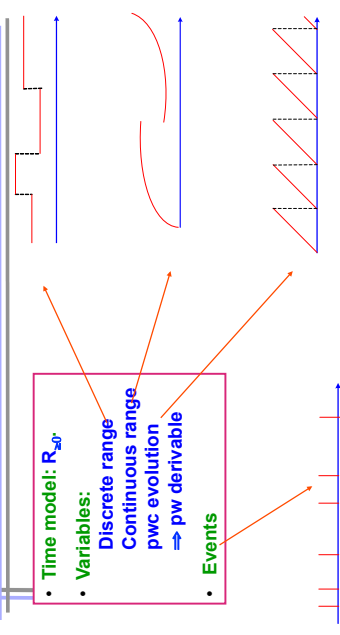 • Time model: R≥0,
• Variables:
Discrete range
Continuous range
pwc evolution
⇒ pw derivable
• Events